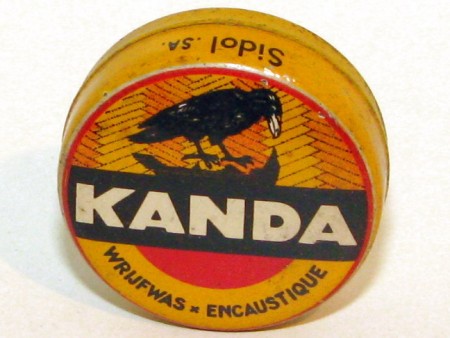 Sidol .SA.
KANDA
WRIJFWAS x ENCAUSTIQUE